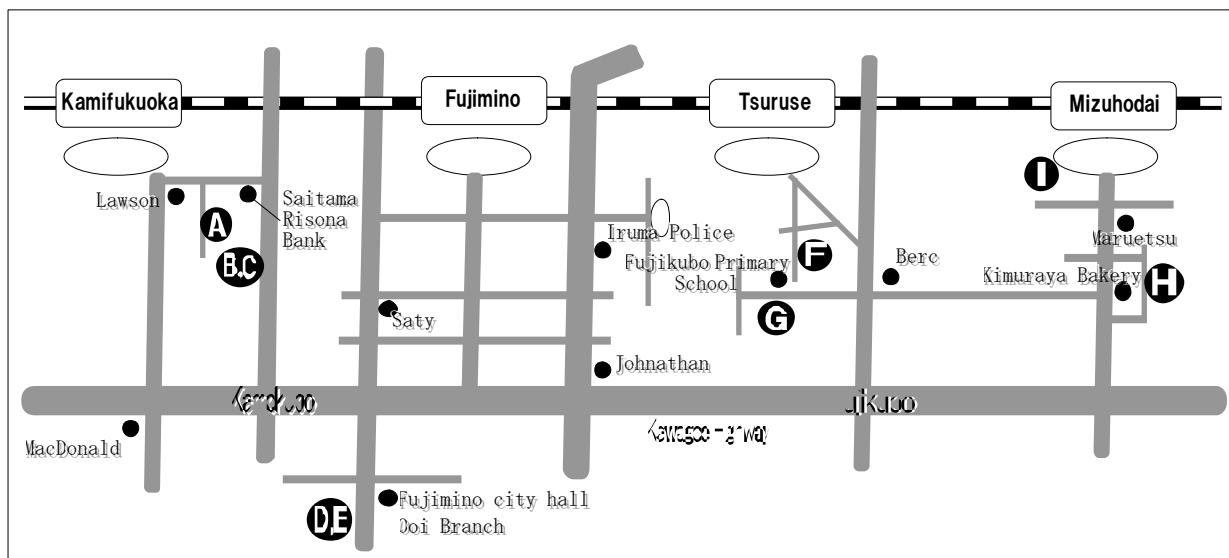 Kamifukuoka
Fujimino
Tsuruse
Mizuhodai
I
Lawson
A
Saitama
Risona
Bank
B.C
Iruma Police
Fujikubo Primary
School
F
Berc
Maruetsu
Kimuraya Bakery
H
G
Saty
Johnathan
MacDonald
D,E
Fujimino city hall
Ooi Branch